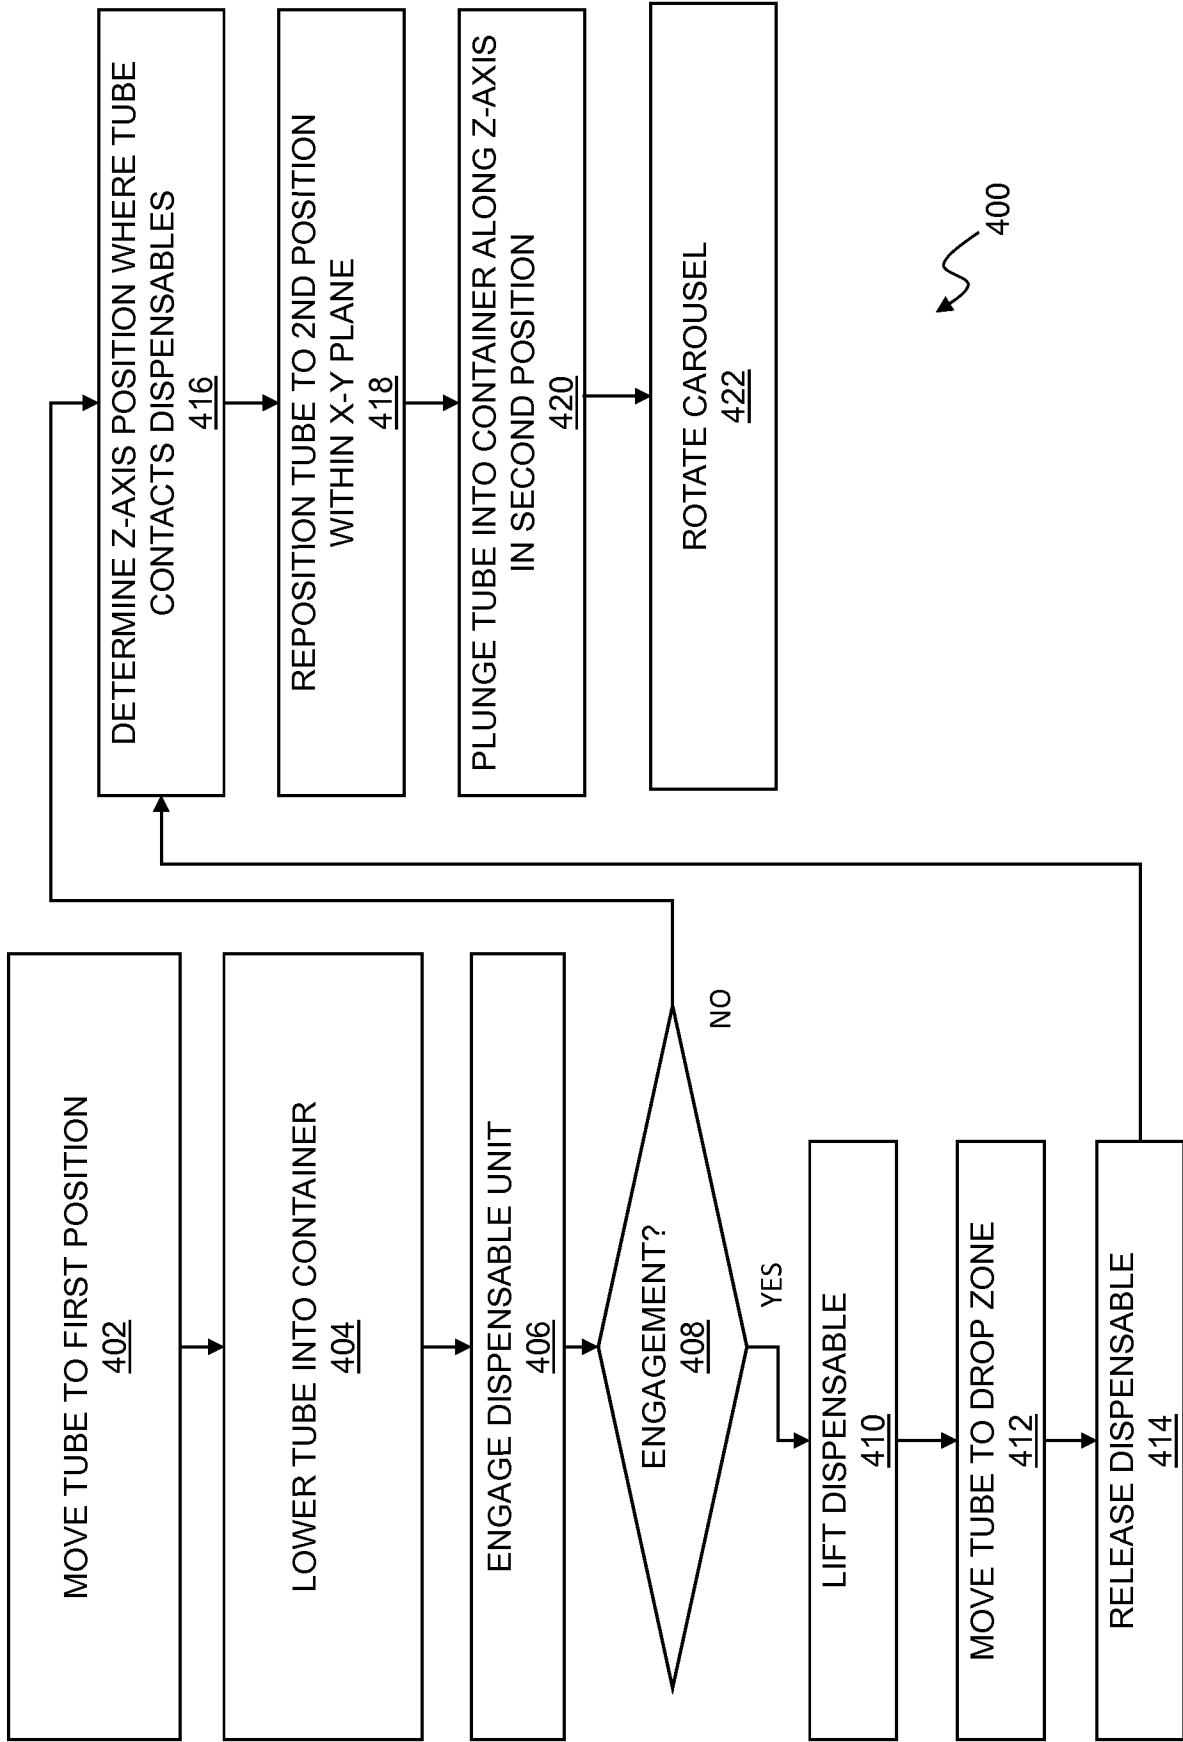 MOVE TUBE TO FIRST POSITION
402
LOWER TUBE INTO CONTAINER
404
ENGAGE DISPENSABLE UNIT
406
ENGAGEMENT?
408
NO
YES
LIFT DISPENSABLE
410
MOVE TUBE TO DROP ZONE
412
RELEASE DISPENSABLE
414
DETERMINE Z-AXIS POSITION WHERE TUBE
CONTACTS DISPENSABLES
416
REPOSITION TUBE TO 2ND POSITION
WITHIN X-Y PLANE
418
PLUNGE TUBE INTO CONTAINER ALONG Z-AXIS
IN SECOND POSITION
420
ROTATE CAROUSEL
422
400